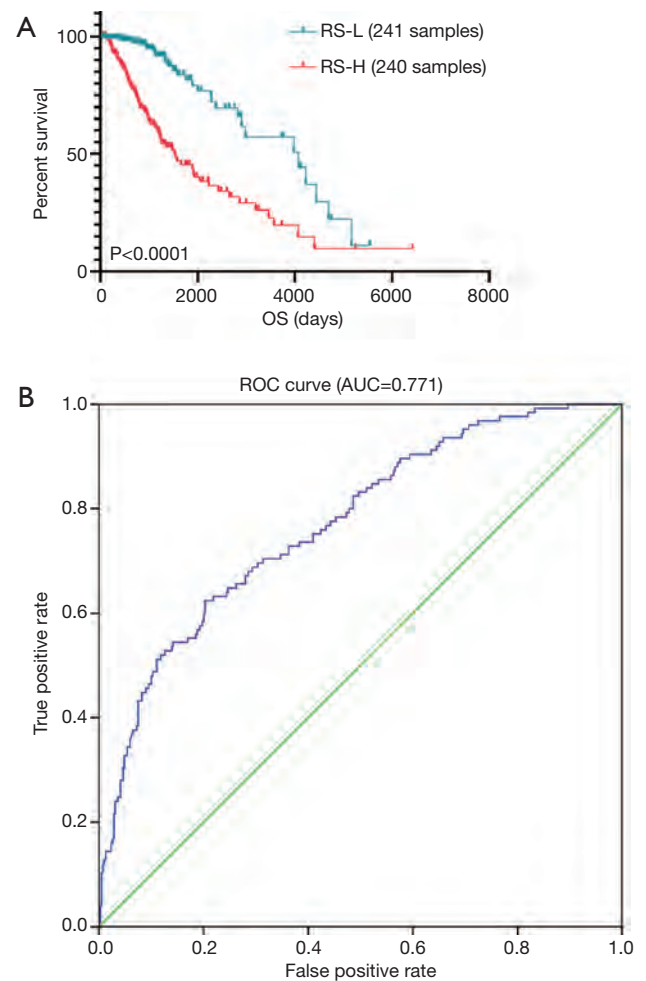 A
RS-L (241 samples)
RS-H (240 samples)
Percent survival
100
50
0
P<0.0001
0 2000 4000 6000 8000
OS (days)
B
ROC curve (AUC=0.771)
True positive rate
1.0
0.8
0.6
0.4
0.2
0.0
0.0 0.2 0.4 0.6 0.8 1.0
False positive rate